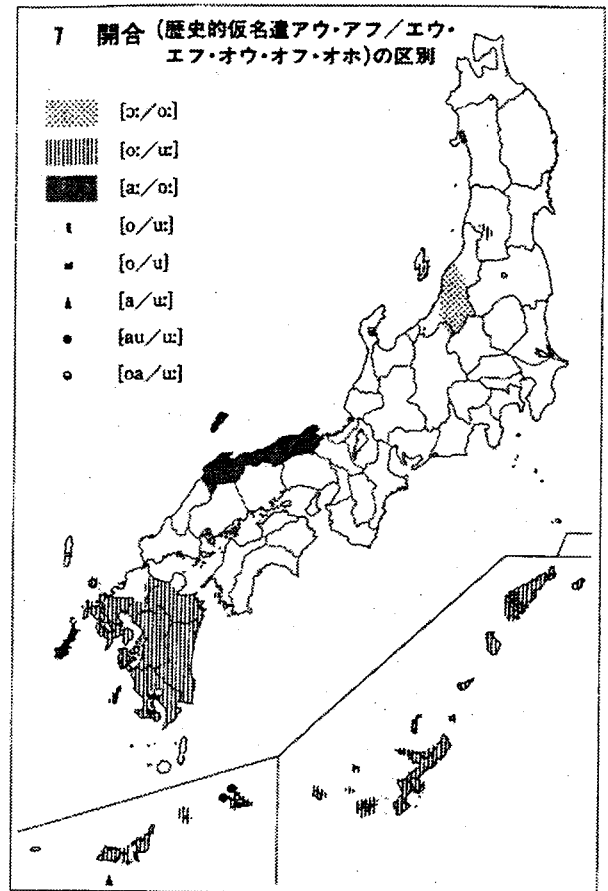 7 開合(歴史的仮名遣アウ・アフ/エウ・
エフ・オウ・オフ・オホ)の区別
[ɔː/oː]
[oː/uː]
[aː/oː]
[o/uː]
[o/u]
[a/uː]
[au/uː]
[oa/uː]